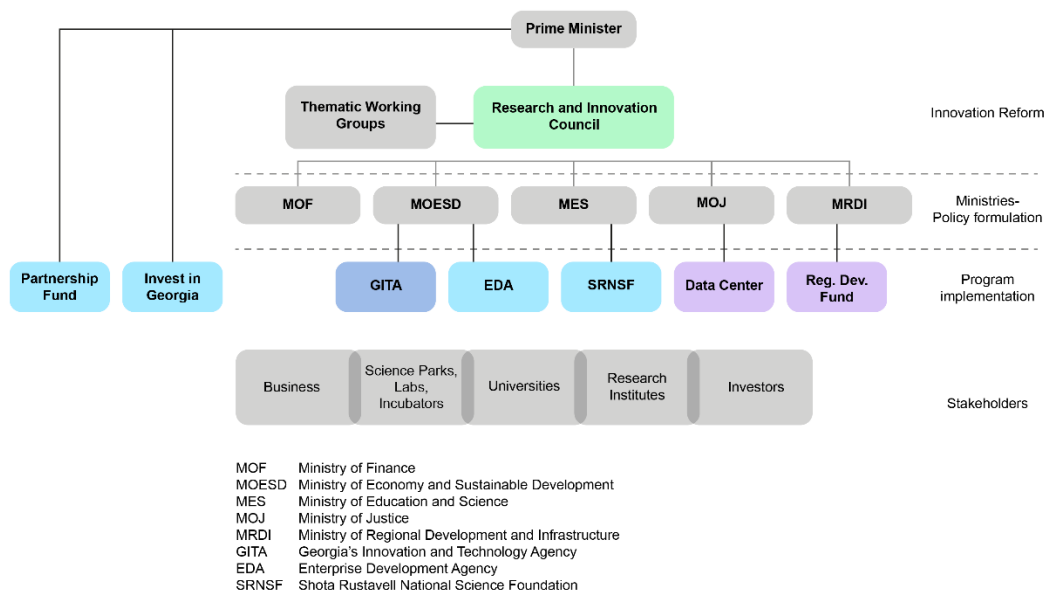 Prime Minister
Thematic Working
Groups
Research and Innovation
Council
Innovation Reform
MOF
MOESD
MES
MOJ
MRDI
Ministries-
Policy formulation
Partnership
Fund
Invest in
Georgia
GITA
EDA
SRNSF
Data Center
Reg. Dev.
Fund
Program
implementation
Business
Science Parks,
Labs,
Incubators
Universities
Research
Institutes
Investors
Stakeholders
MOF Ministry of Finance
MOESD Ministry of Economy and Sustainable Development
MES Ministry of Education and Science
MOJ Ministry of Justice
MRDI Ministry of Regional Development and Infrastructure
GITA Georgia's Innovation and Technology Agency
EDA Enterprise Development Agency
SRNSF Shota Rustavell National Science Foundation